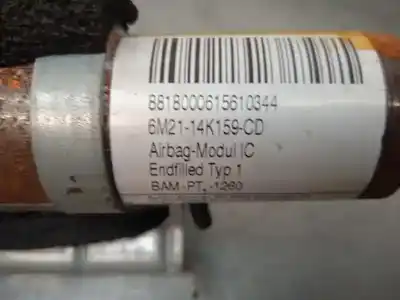 8818000615610344
6M21-14K159-CD
Airbag-Modul IC
Endfilled Typ 1
BAM -PT, -1260